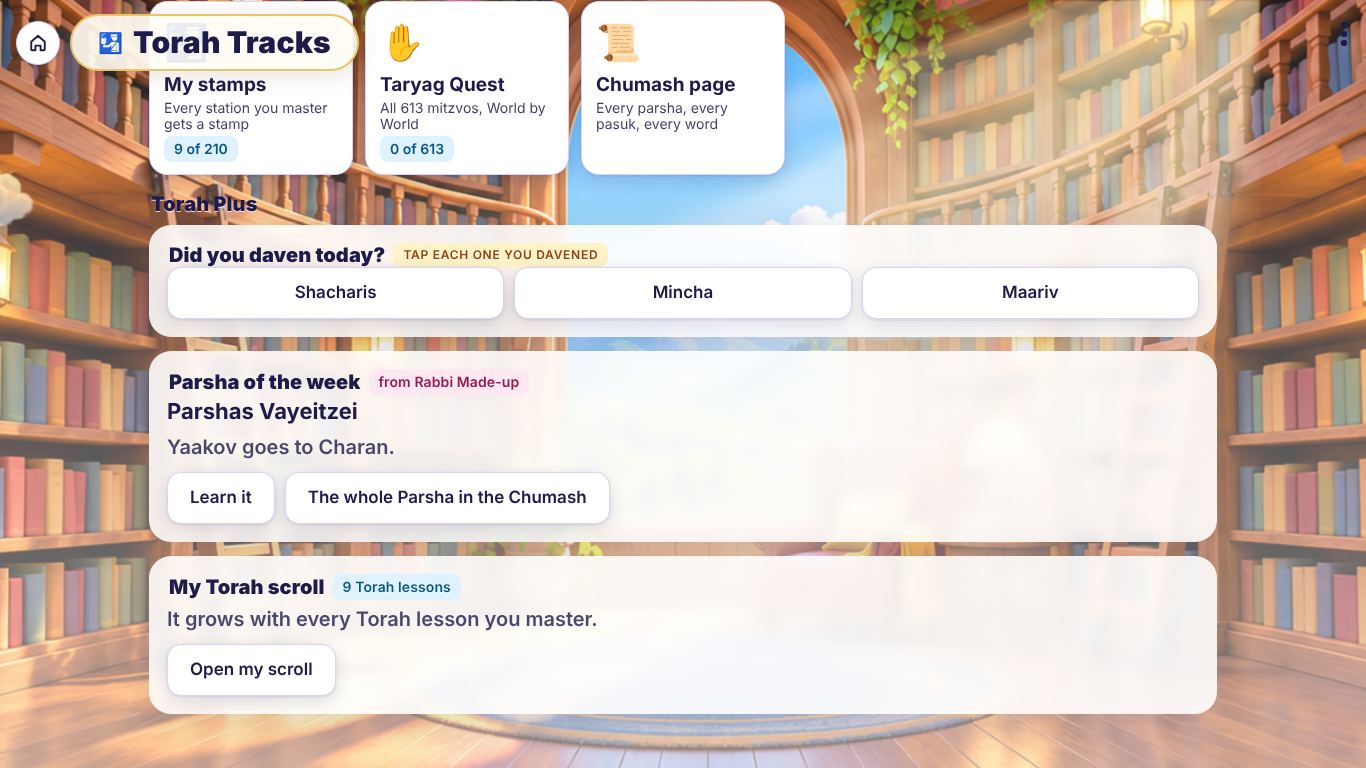 Torah Tracks
My stamps
Every station you master
gets a stamp
9 of 210
Taryag Quest
All 613 mitzvos, World by
World
0 of 613
Chumash page
Every parsha, every
pasuk, every word
Torah Plus
Did you daven today? TAP EACH ONE YOU DAVENED
Shacharis Mincha Maariv
Parsha of the week from Rabbi Made-up
Parshas Vayeitzei
Yaakov goes to Charan.
Learn it The whole Parsha in the Chumash
My Torah scroll 9 Torah lessons
It grows with every Torah lesson you master.
Open my scroll